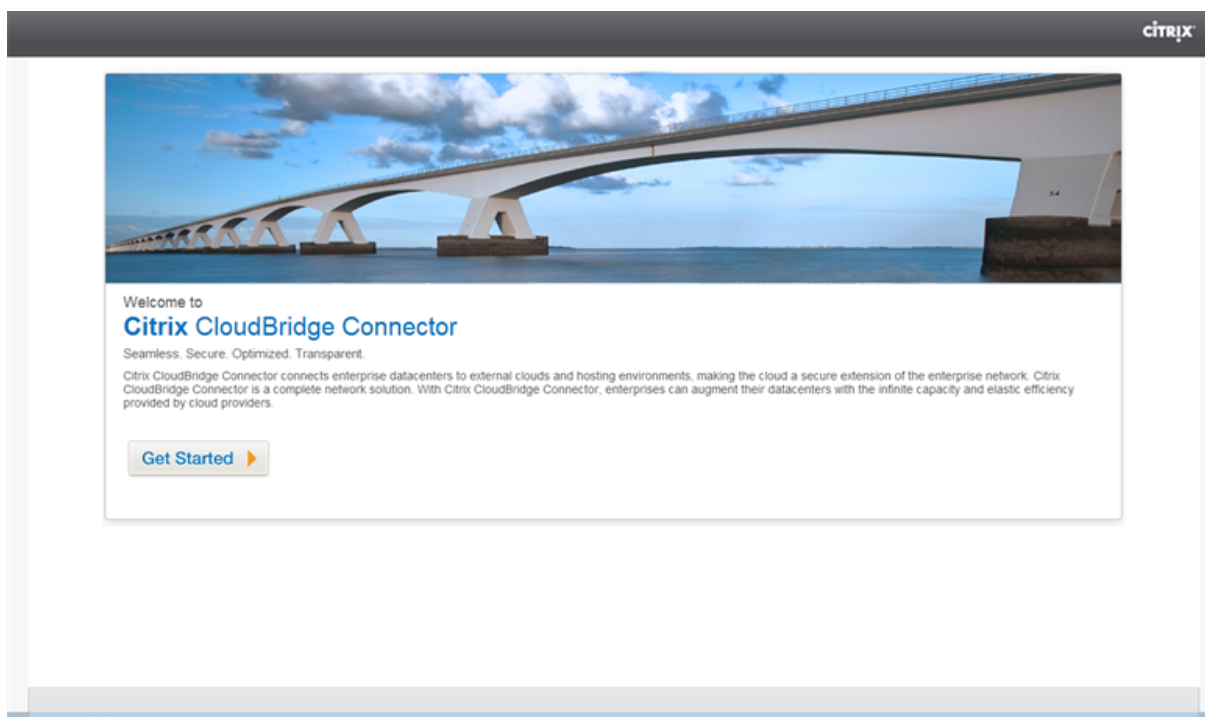 CITRIX
Welcome to
Citrix CloudBridge Connector
Seamless. Secure. Optimized. Transparent.
Citrix CloudBridge Connector connects enterprise datacenters to external clouds and hosting environments, making the cloud a secure extension of the enterprise network. Citrix
CloudBridge Connector is a complete network solution. With Citrix CloudBridge Connector, enterprises can augment their datacenters with the infinite capacity and elastic efficiency
provided by cloud providers.
Get Started